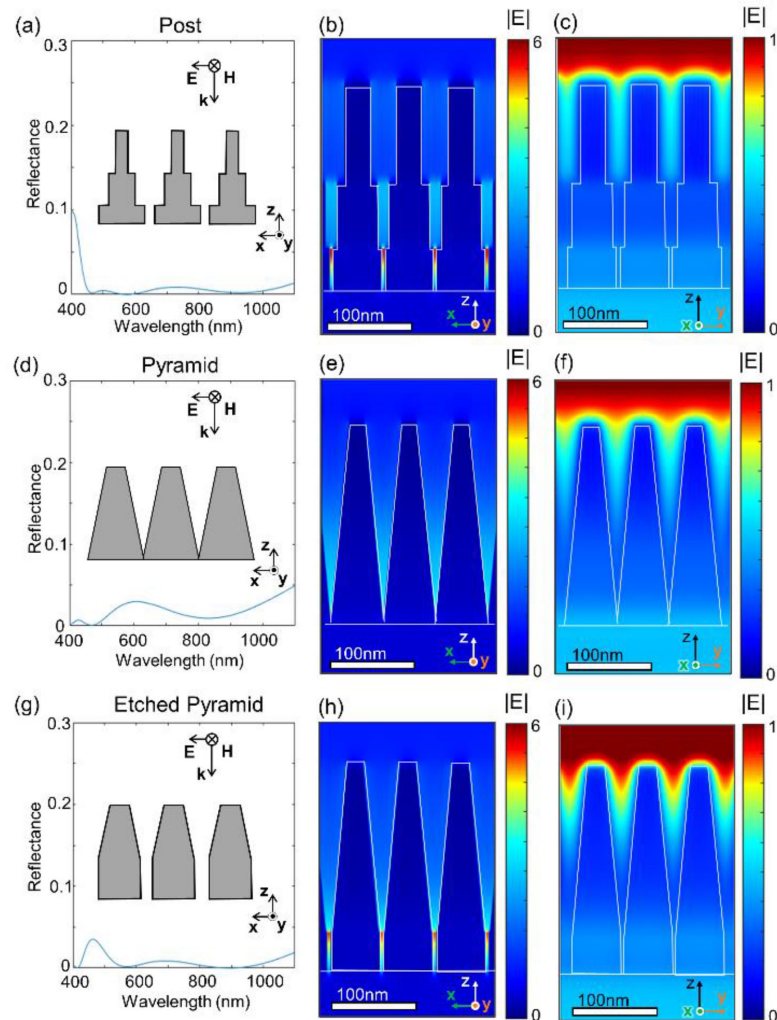 (a) Post
0.3
0.2
0.1
0
Reflectance
E H
k
z
x y
400 600 800 1000
Wavelength (nm)
(b) |E|
6
0
100nm
z
x y
(c) |E|
1
0
100nm
z
x y
(d) Pyramid
0.3
0.2
0.1
0
Reflectance
E H
k
z
x y
400 600 800 1000
Wavelength (nm)
(e) |E|
6
0
100nm
z
x y
(f) |E|
1
0
100nm
z
x y
(g) Etched Pyramid
0.3
0.2
0.1
0
Reflectance
E H
k
z
x y
400 600 800 1000
Wavelength (nm)
(h) |E|
6
0
100nm
z
x y
(i) |E|
1
0
100nm
z
x y